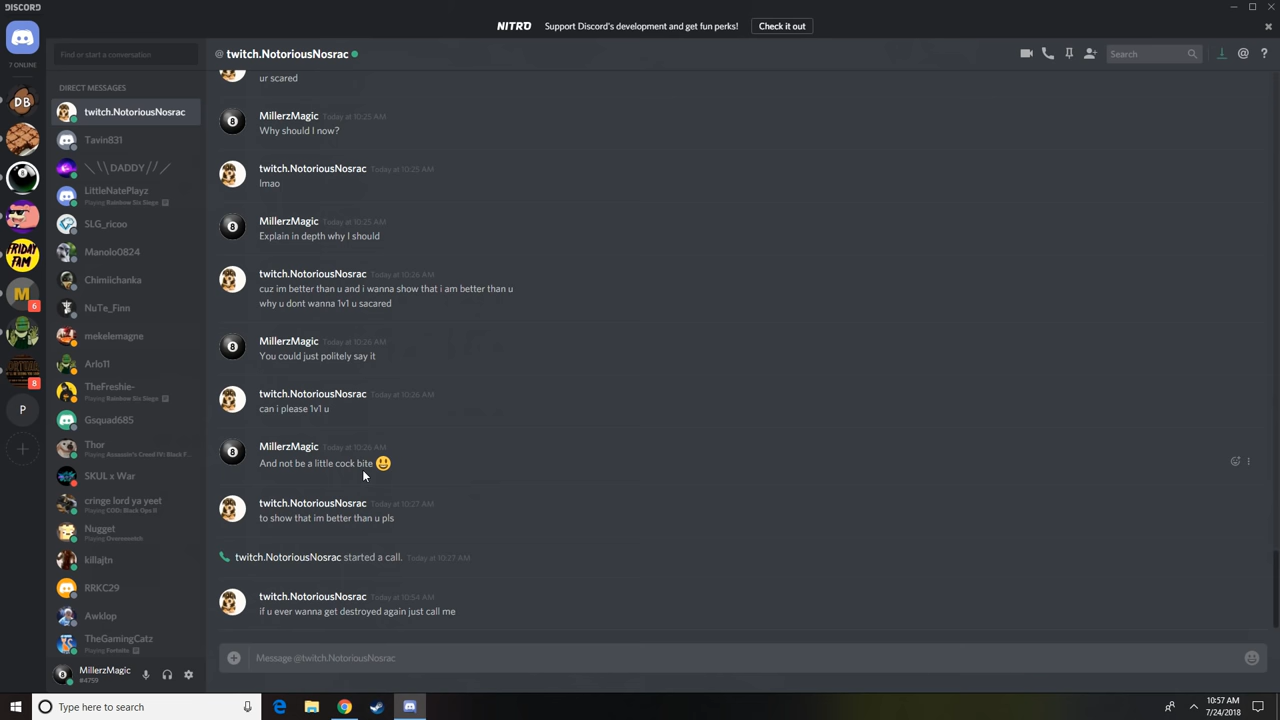 DISCORD
NITRO Support Discord's development and get fun perks! Check it out
Find or start a conversation
@ twitch.NotoriousNosrac
Search
7 ONLINE
DIRECT MESSAGES
twitch.NotoriousNosrac
Tavin831
＼\\DADDY//／
LittleNatePlayz
Playing Rainbow Six Siege
SLG_ricoo
Manolo0824
Chimiichanka
NuTe_Finn
mekelemagne
Arlo11
TheFreshie-
Playing Rainbow Six Siege
Gsquad685
Thor
Playing Assassin's Creed IV: Black F...
SKUL x War
cringe lord ya yeet
Playing COD: Black Ops II
Nugget
Playing Overwatch
killajtn
RRKC29
Awklop
TheGamingCatz
Playing Fortnite
MillerzMagic
#4759
DB
8
FRIDAY
FAM
M
6
8
P
ur scared
MillerzMagic Today at 10:25 AM
Why should I now?
twitch.NotoriousNosrac Today at 10:25 AM
lmao
MillerzMagic Today at 10:25 AM
Explain in depth why I should
twitch.NotoriousNosrac Today at 10:26 AM
cuz im better than u and i wanna show that i am better than u
why u dont wanna 1v1 u sacared
MillerzMagic Today at 10:26 AM
You could just politely say it
twitch.NotoriousNosrac Today at 10:26 AM
can i please 1v1 u
MillerzMagic Today at 10:26 AM
And not be a little cock bite 😃
twitch.NotoriousNosrac Today at 10:27 AM
to show that im better than u pls
twitch.NotoriousNosrac started a call. Today at 10:27 AM
twitch.NotoriousNosrac Today at 10:54 AM
if u ever wanna get destroyed again just call me
Message @twitch.NotoriousNosrac
Type here to search
10:57 AM
7/24/2018